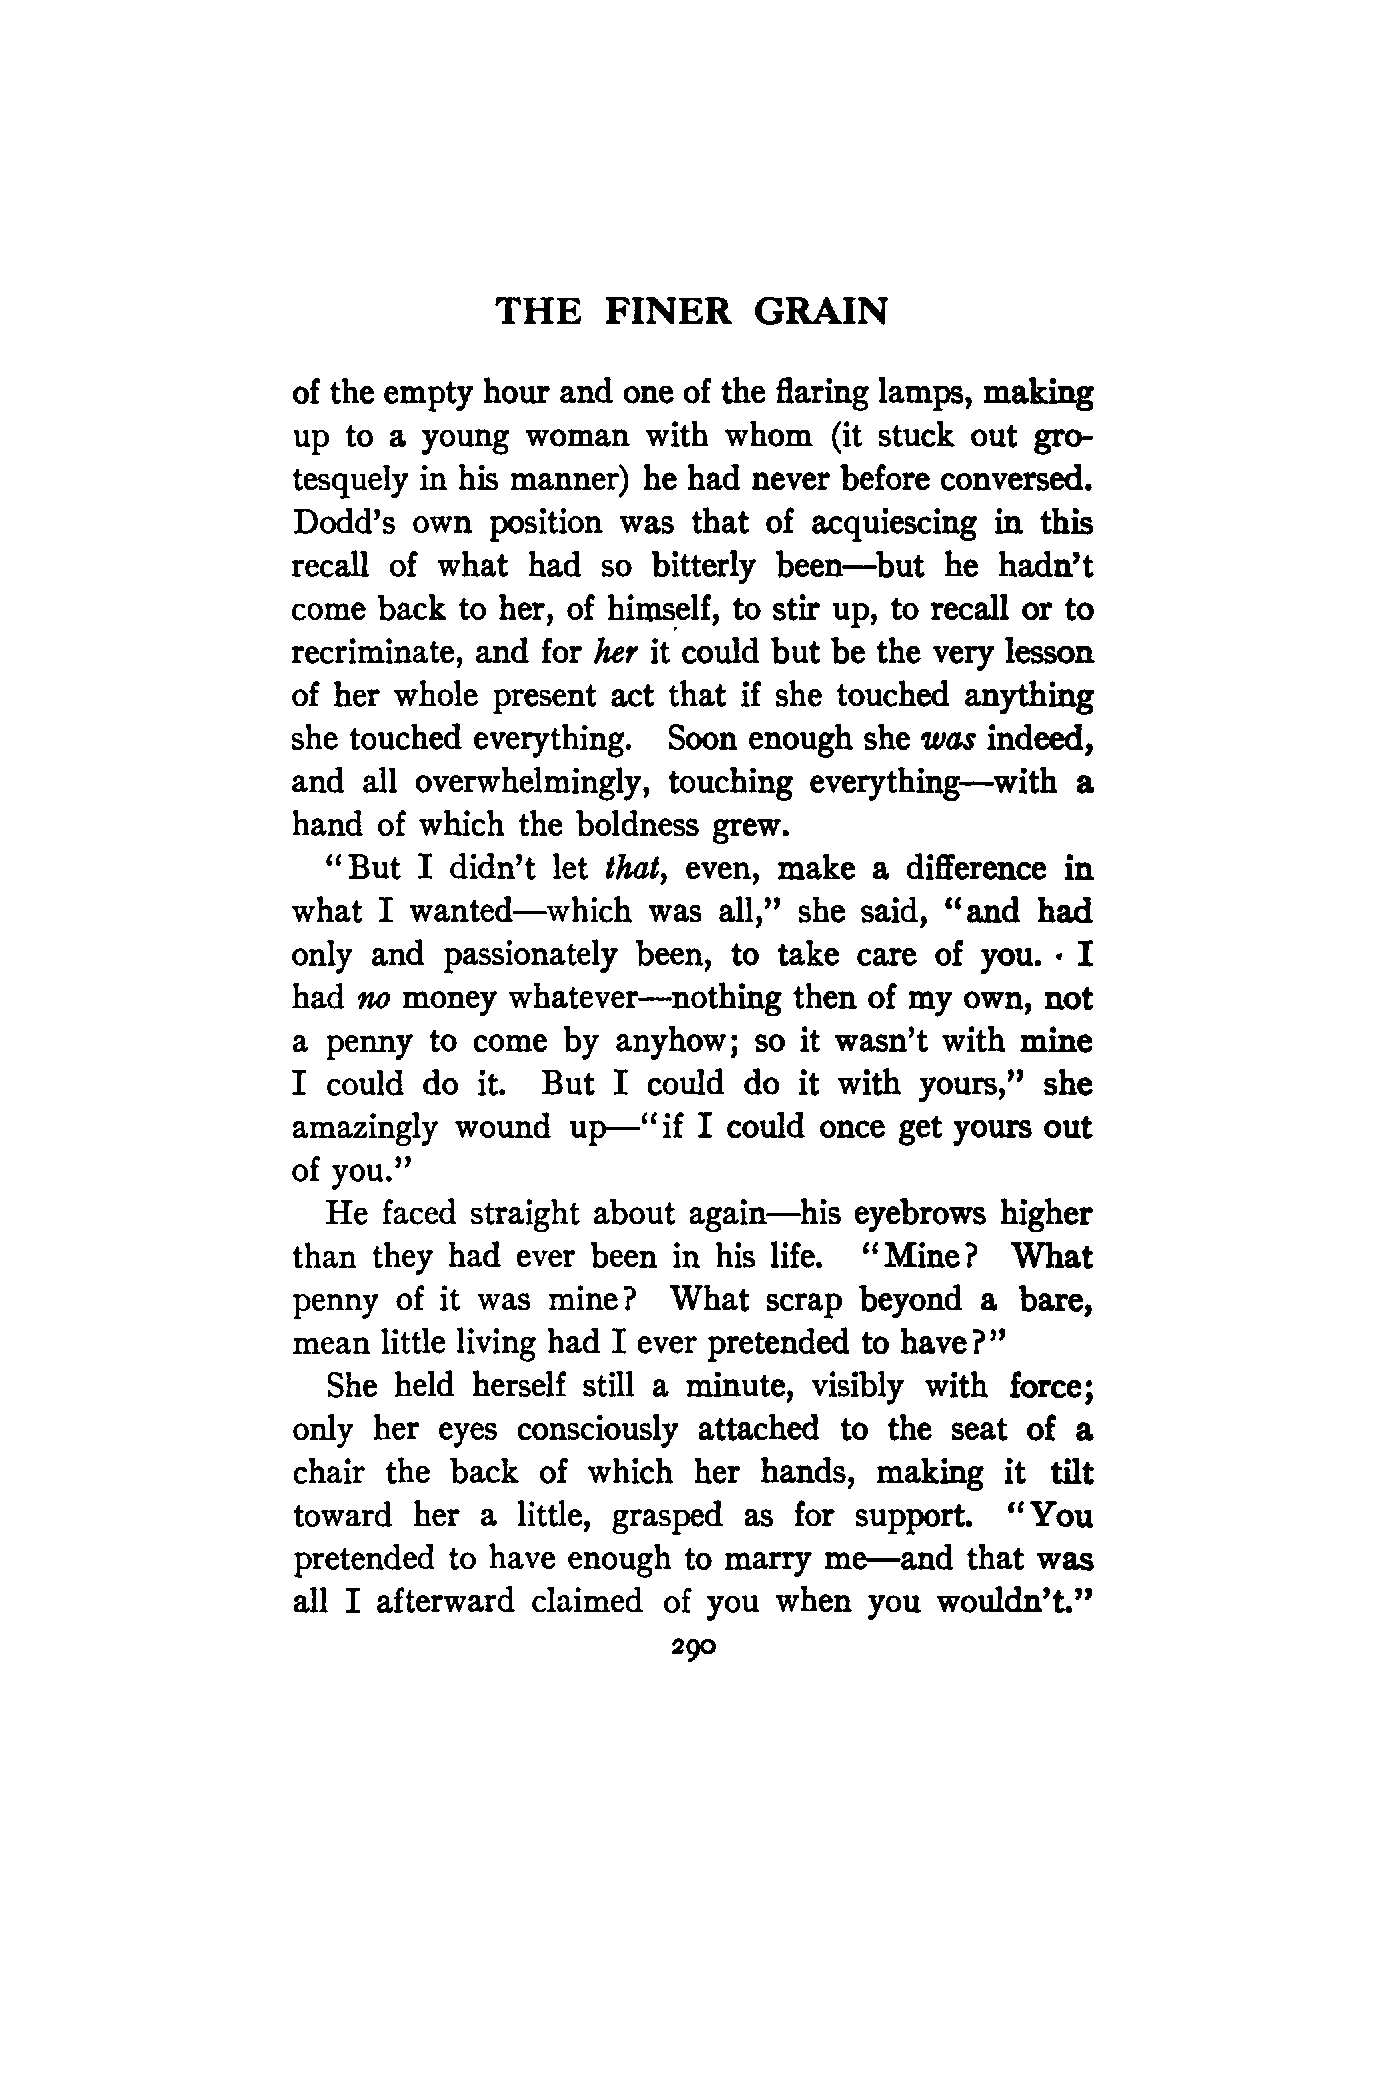 THE FINER GRAIN
of the empty hour and one of the flaring lamps, making
up to a young woman with whom (it stuck out gro-
tesquely in his manner) he had never before conversed.
Dodd's own position was that of acquiescing in this
recall of what had so bitterly been—but he hadn't
come back to her, of himself, to stir up, to recall or to
recriminate, and for her it could but be the very lesson
of her whole present act that if she touched anything
she touched everything. Soon enough she was indeed,
and all overwhelmingly, touching everything—with a
hand of which the boldness grew.
"But I didn't let that, even, make a difference in
what I wanted—which was all," she said, "and had
only and passionately been, to take care of you. I
had no money whatever—nothing then of my own, not
a penny to come by anyhow; so it wasn't with mine
I could do it. But I could do it with yours," she
amazingly wound up—"if I could once get yours out
of you."
He faced straight about again—his eyebrows higher
than they had ever been in his life. "Mine? What
penny of it was mine? What scrap beyond a bare,
mean little living had I ever pretended to have?"
She held herself still a minute, visibly with force;
only her eyes consciously attached to the seat of a
chair the back of which her hands, making it tilt
toward her a little, grasped as for support. "You
pretended to have enough to marry me—and that was
all I afterward claimed of you when you wouldn't."
290